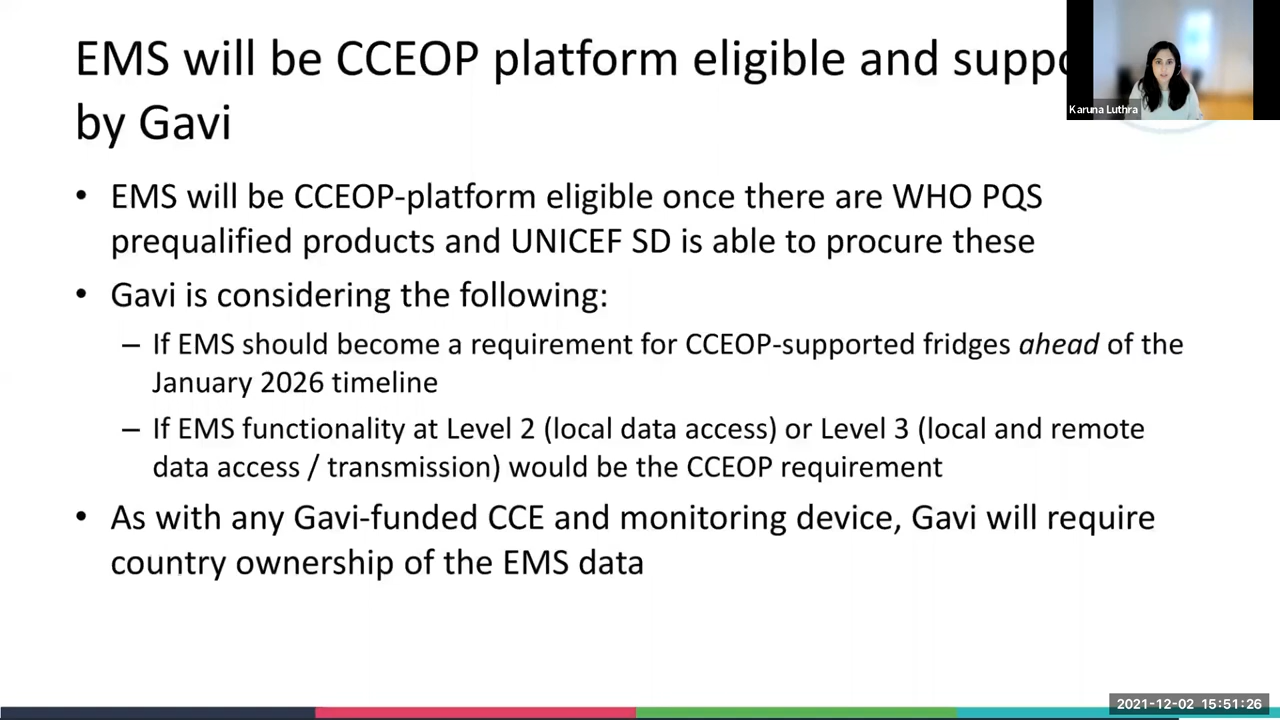 EMS will be CCEOP platform eligible and
by Gavi
Karuna Luthra
• EMS will be CCEOP-platform eligible once there are WHO PQS
prequalified products and UNICEF SD is able to procure these
• Gavi is considering the following:
– If EMS should become a requirement for CCEOP-supported fridges ahead of the
January 2026 timeline
– If EMS functionality at Level 2 (local data access) or Level 3 (local and remote
data access / transmission) would be the CCEOP requirement
• As with any Gavi-funded CCE and monitoring device, Gavi will require
country ownership of the EMS data
2021-12-02 15:51:26